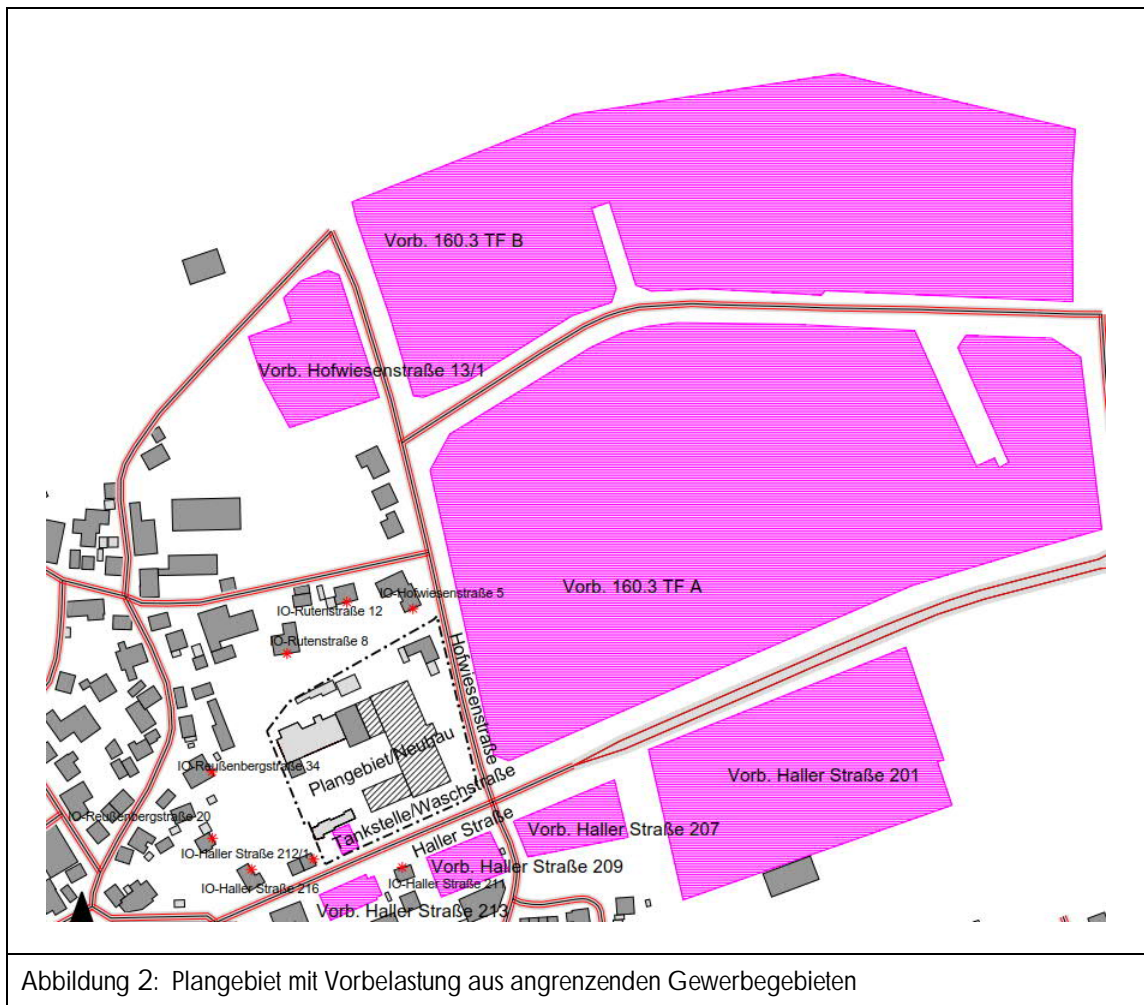 Vorb. 160.3 TF B
Vorb. Hofwiesenstraße 13/1
Vorb. 160.3 TF A
IO-Hofwiesenstraße 5
IO-Rutenstraße 12
IO-Rutenstraße 8
Hofwiesenstraße
Plangebiet/Neubau
IO-Reußenbergstraße 34
Vorb. Haller Straße 201
Tankstelle/Waschstraße
IO-Reußenbergstraße 20
Haller Straße
Vorb. Haller Straße 207
IO-Haller Straße 212/1
Vorb. Haller Straße 209
IO-Haller Straße 216
IO-Haller Straße 211
Vorb. Haller Straße 213
Abbildung 2: Plangebiet mit Vorbelastung aus angrenzenden Gewerbegebieten